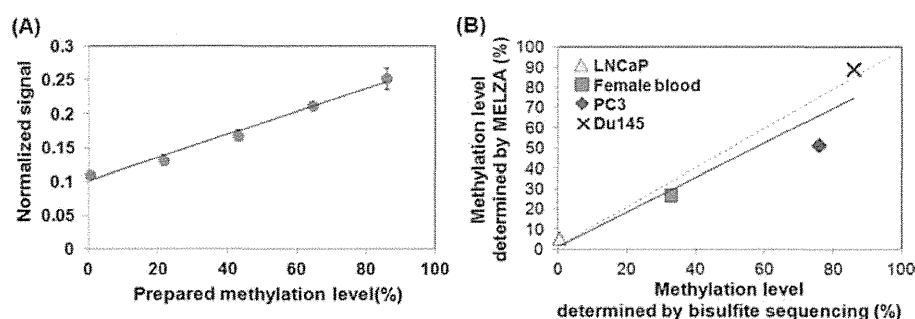 (A)
0.3
0.25
0.2
0.15
0.1
0.05
0
Normalized signal
0 20 40 60 80 100
Prepared methylation level(%)
(B)
100
90
80
70
60
50
40
30
20
10
0
Methylation level
determined by MELZA (%)
LNCaP
Female blood
PC3
Du145
0 20 40 60 80 100
Methylation level
determined by bisulfite sequencing (%)